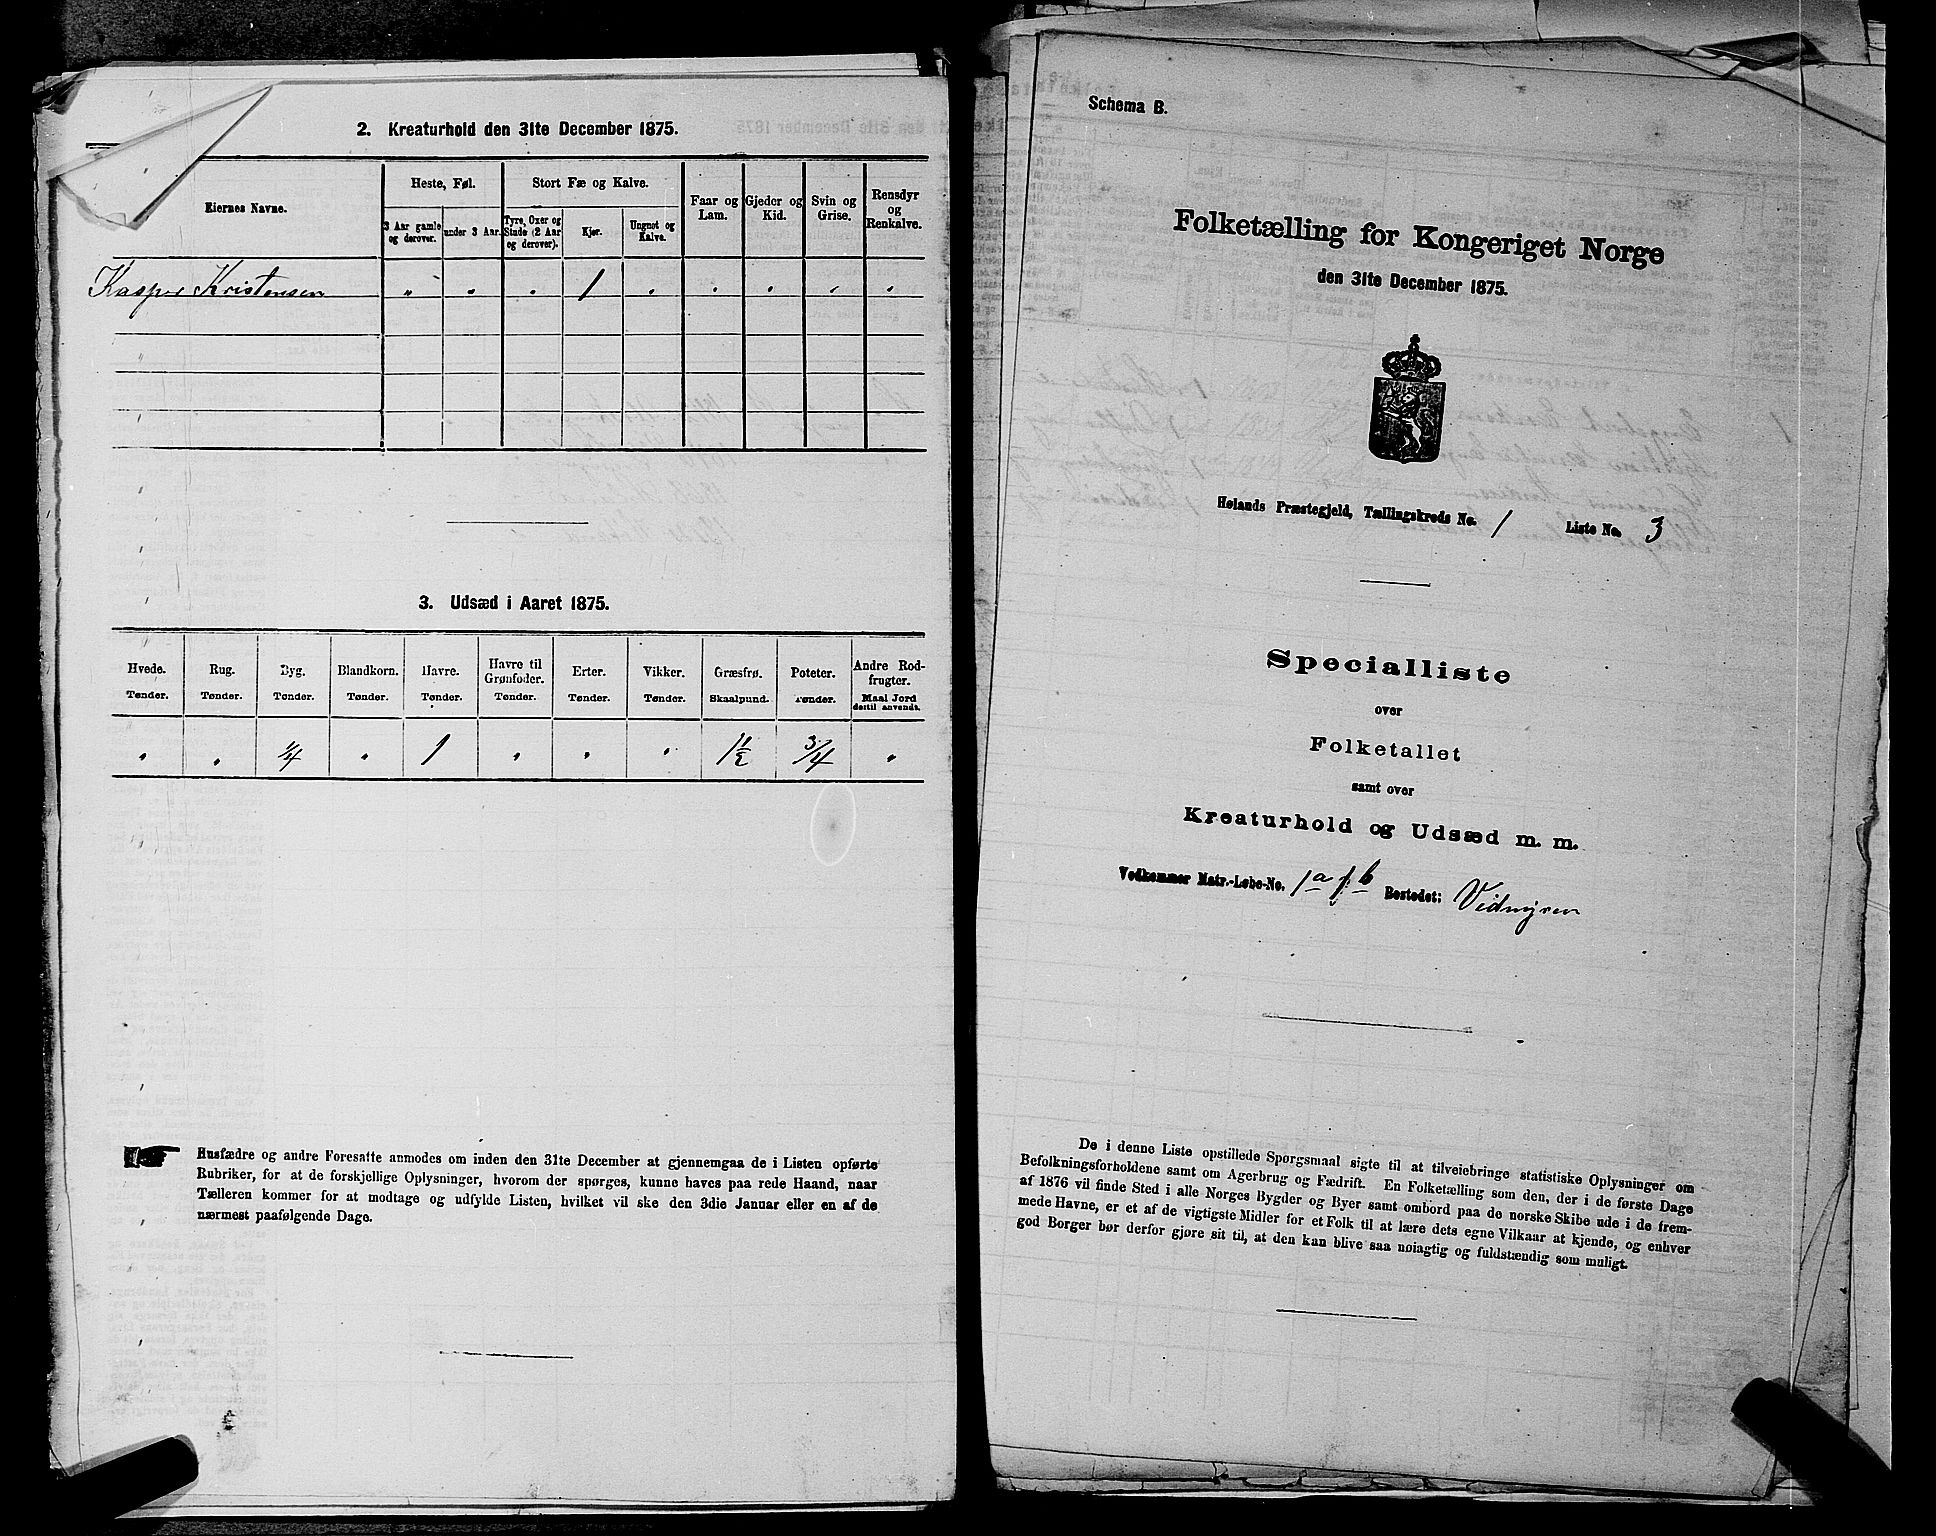 2. Kreaturhold den 31te December 1875.
Eiernes Navne.
Heste, Føl.
3 Aar gamle og derover.
under 3 Aar.
Stort Fæ og Kalve.
Tyre, Oxer og Stude (2 Aar og derover).
Kjør.
Ungnøt og Kalve.
Faar og Lam.
Gjeder og Kid.
Svin og Grise.
Rensdyr og Renkalve.
Kasper Kristensen " " " 1 " " " " "
3. Udsæd i Aaret 1875.
Hvede. Rug. Byg. Blandkorn. Havre. Havre til Grønfoder. Erter. Vikker. Græsfrø. Poteter. Andre Rodfrugter.
Tønder. Tønder. Tønder. Tønder. Tønder. Tønder. Tønder. Tønder. Skaalpund. Tønder. Maal Jord dertil anvendt.
" " 1/4 " 1 " " " 1 1/2 3/4 "
Husfædre og andre Foresatte anmodes om inden den 31te December at gjennemgaa de i Listen opførte
Rubriker, for at de forskjellige Oplysninger, hvorom der spørges, kunne haves paa rede Haand, naar
Tælleren kommer for at modtage og udfylde Listen, hvilket vil ske den 3die Januar eller en af de
nærmest paafølgende Dage.
Schema B.
Folketælling for Kongeriget Norge
den 31te December 1875.
Hølands Præstegjeld, Tællingskreds No. 1 Liste No. 3
Specialliste
over
Folketallet
samt over
Kreaturhold og Udsæd m. m.
Vedkommer Matr.-Løbe-No. 1a 1b Bostedet: Vidmyren
De i denne Liste opstillede Spørgsmaal sigte til at tilveiebringe statistiske Oplysninger om
Befolkningsforholdene samt om Agerbrug og Fædrift. En Folketælling som den, der i de første Dage
af 1876 vil finde Sted i alle Norges Bygder og Byer samt ombord paa de norske Skibe ude i de frem-
mede Havne, er et af de vigtigste Midler for et Folk til at lære dets egne Vilkaar at kjende, og enhver
god Borger bør derfor gjøre sit til, at den kan blive saa nøiagtig og fuldstændig som muligt.